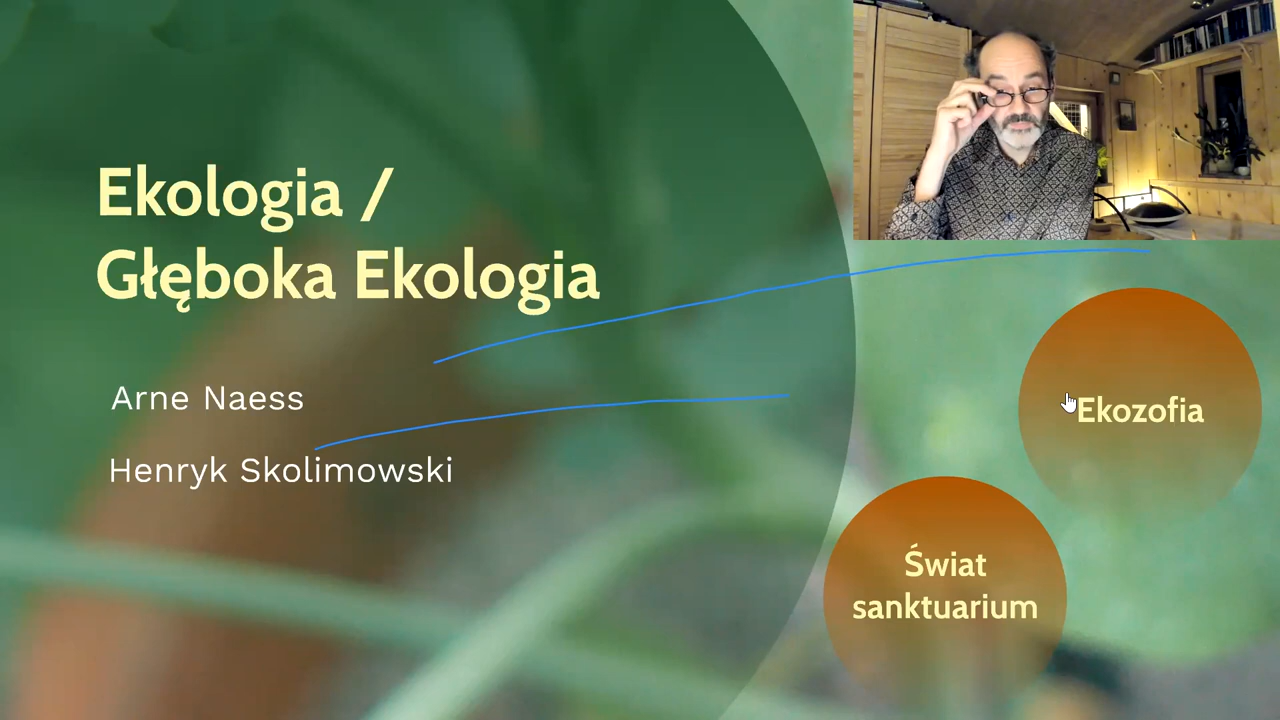 Ekologia /
Głęboka Ekologia
Arne Naess
Henryk Skolimowski
Ekozofia
Świat
sanktuarium